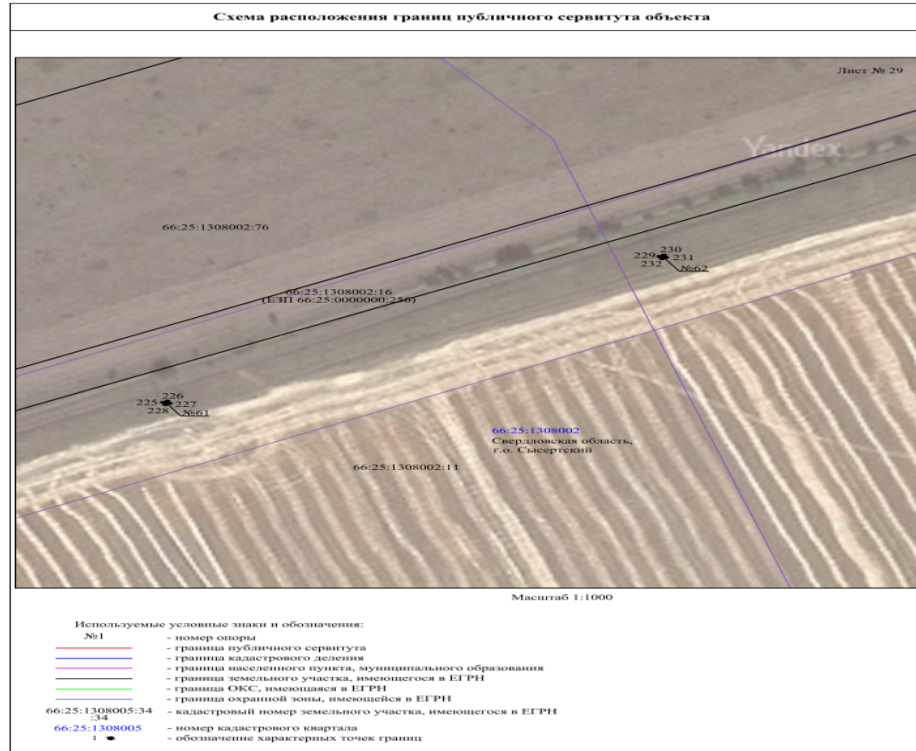 Схема расположения границ публичного сервитута объекта
Лист № 29
Yandex
66:25:1308002:76
230
229 231
232 №62
66:25:1308002:16
(ЕЗП 66:25:0000000:256)
226
225 227
228 №61
66:25:1308002
Свердловская область,
г.о. Сысертский
66:25:1308002:11
Масштаб 1:1000
Используемые условные знаки и обозначения:
№1 - номер опоры
- граница публичного сервитута
- граница кадастрового деления
- граница населенного пункта, муниципального образования
- граница земельного участка, имеющегося в ЕГРН
- граница ОКС, имеющаяся в ЕГРН
- граница охранной зоны, имеющейся в ЕГРН
66:25:1308005:34 - кадастровый номер земельного участка, имеющегося в ЕГРН
:34
66:25:1308005 - номер кадастрового квартала
1 - обозначение характерных точек границ